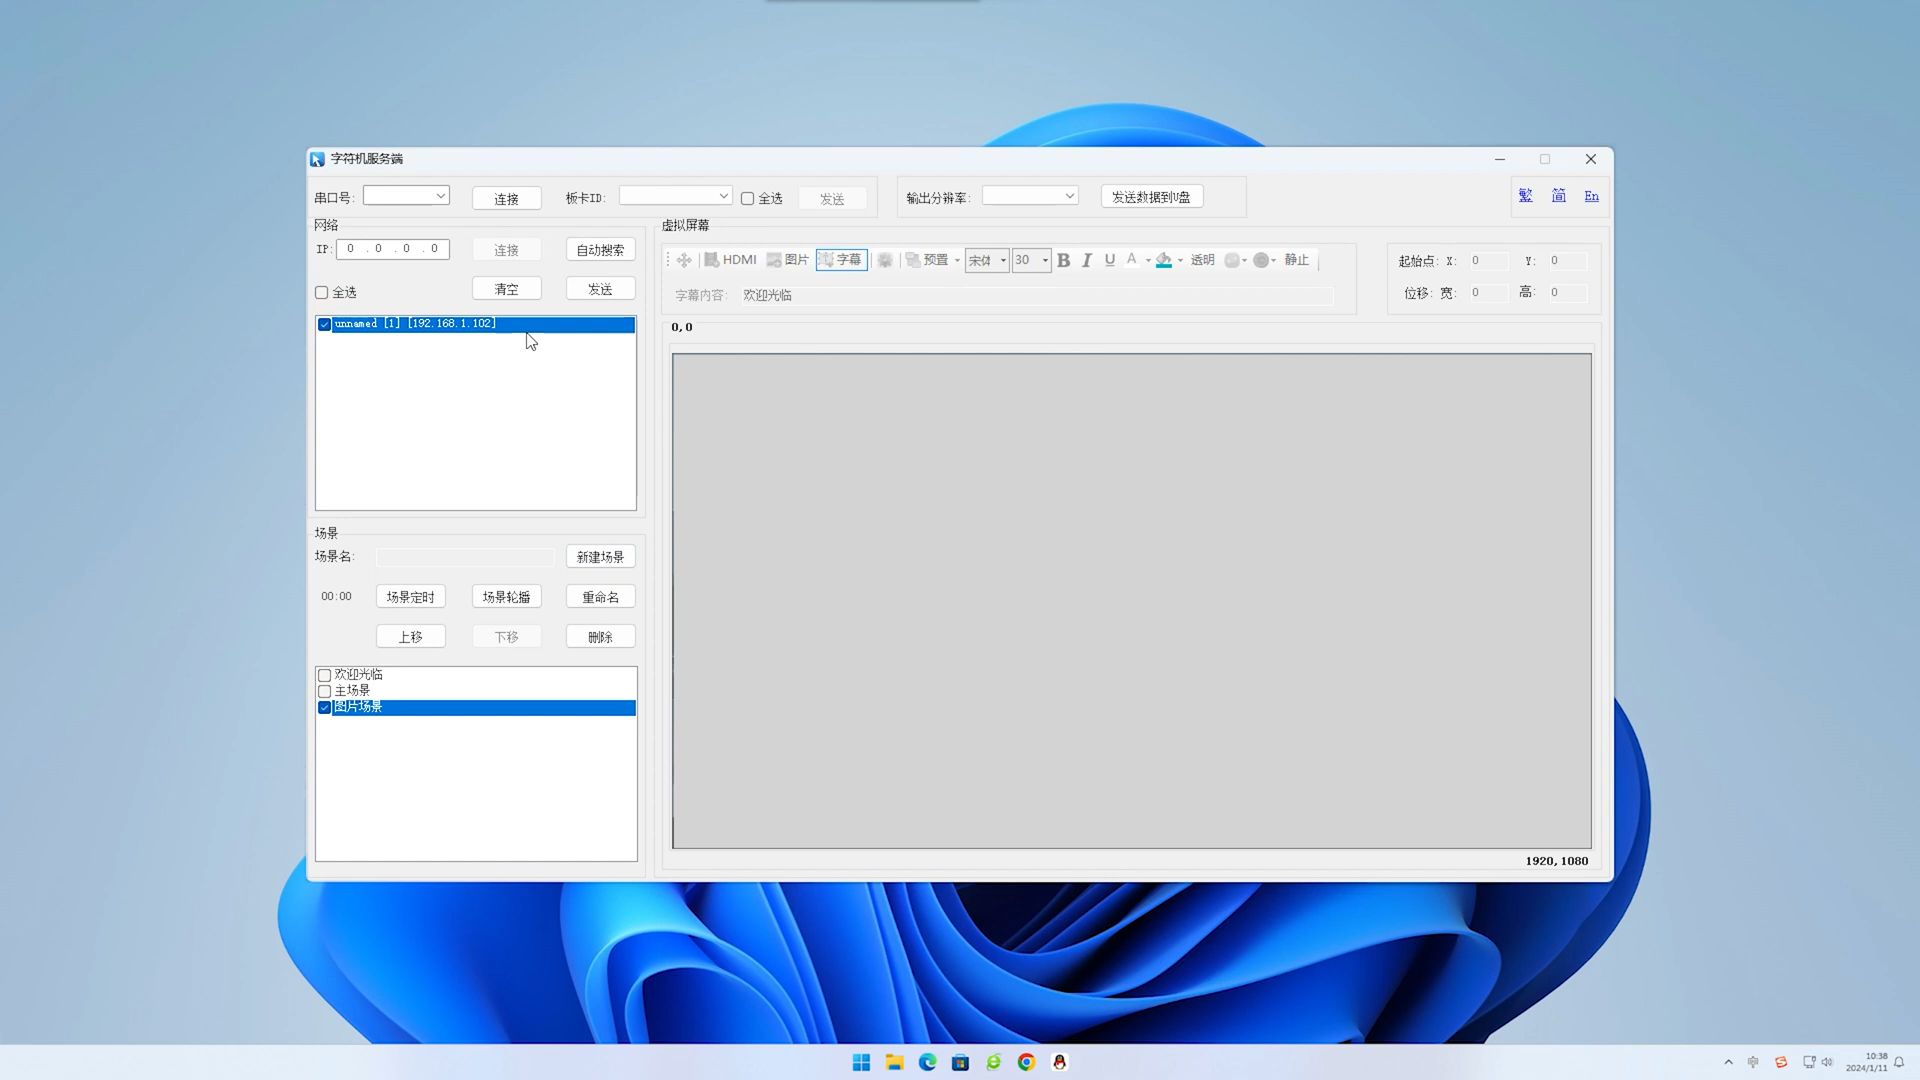 字符机服务端
串口号: 连接 板卡ID: 全选 发送 输出分辨率: 发送数据到U盘 繁 简 En
网络
IP: 0 . 0 . 0 . 0 连接 自动搜索
全选 清空 发送
unnamed [1] [192.168.1.102]
场景
场景名: 新建场景
00:00 场景定时 场景轮播 重命名
上移 下移 删除
欢迎光临
主场景
图片场景
虚拟屏幕
HDMI 图片 字幕 预置 宋体 30 B I U A 透明 静止
字幕内容: 欢迎光临
起始点: X: 0 Y: 0
位移: 宽: 0 高: 0
0,0
1920,1080
中
10:38
2024/1/11